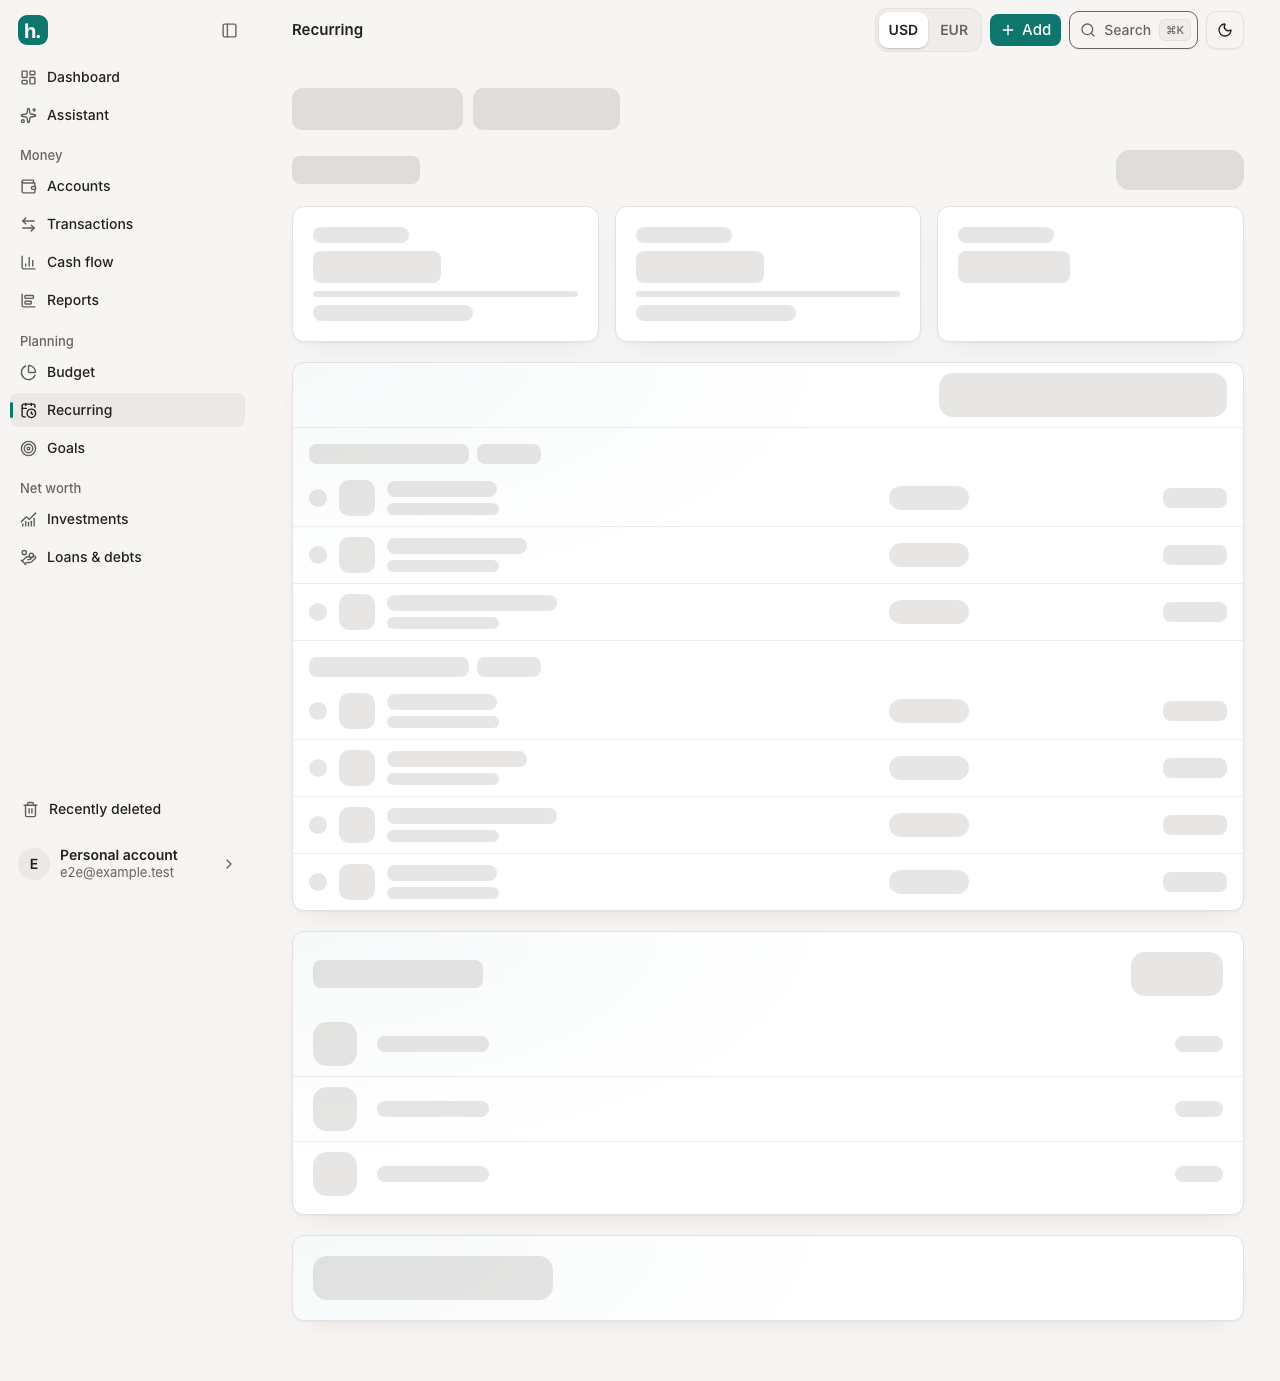 h.
Recurring
USD
EUR
Add
Search
⌘K
Dashboard
Assistant
Money
Accounts
Transactions
Cash flow
Reports
Planning
Budget
Recurring
Goals
Net worth
Investments
Loans & debts
Recently deleted
E
Personal account
e2e@example.test